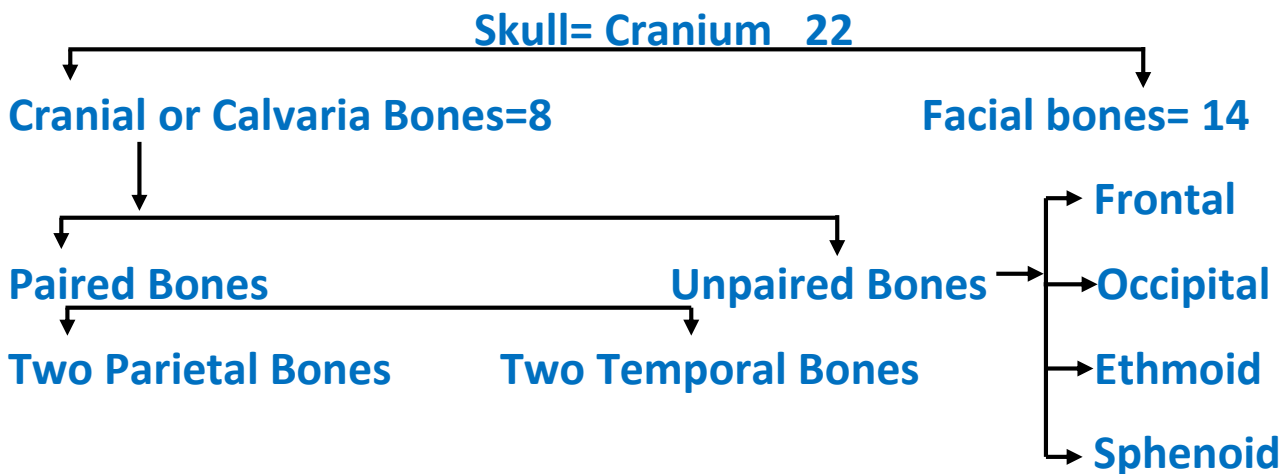 Skull= Cranium 22
Cranial or Calvaria Bones=8
Facial bones= 14
Paired Bones
Unpaired Bones
Two Parietal Bones
Two Temporal Bones
Frontal
Occipital
Ethmoid
Sphenoid